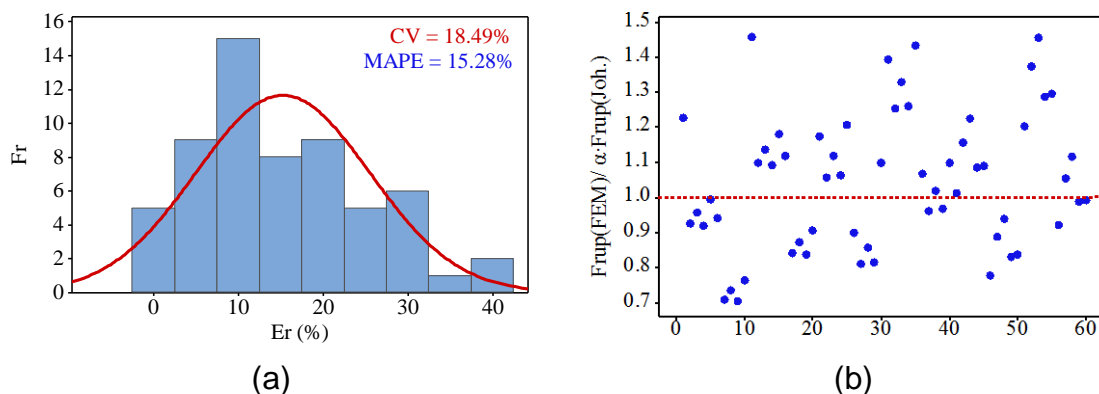 CV = 18.49%
MAPE = 15.28%
16
14
12
10
8
6
4
2
0
Fr
0 10 20 30 40
Er (%)
(a)
1.5
1.4
1.3
1.2
1.1
1.0
0.9
0.8
0.7
Frup(FEM)/ α·Frup(Joh.)
0 10 20 30 40 50 60
(b)